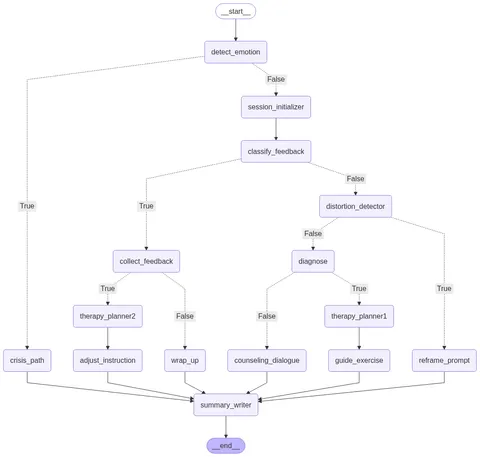 __start__
detect_emotion
False
session_initializer
classify_feedback
True
True
False
distortion_detector
False
collect_feedback
diagnose
True
False
False
True
True
therapy_planner2
therapy_planner1
crisis_path
adjust_instruction
wrap_up
counseling_dialogue
guide_exercise
reframe_prompt
summary_writer
__end__